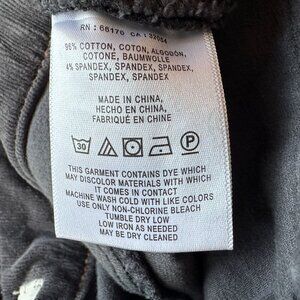 RN : 66170 CA : 32054
96% COTTON, COTON, ALGODÓN,
COTONE, BAUMWOLLE
4% SPANDEX, SPANDEX, SPANDEX,
SPANDEX, SPANDEX
MADE IN CHINA,
HECHO EN CHINA,
FABRIQUÉ EN CHINE
30 P
THIS GARMENT CONTAINS DYE WHICH
MAY DISCOLOR MATERIALS WITH WHICH
IT COMES IN CONTACT
MACHINE WASH COLD WITH LIKE COLORS
USE ONLY NON-CHLORINE BLEACH
TUMBLE DRY LOW
LOW IRON AS NEEDED
MAY BE DRY CLEANED